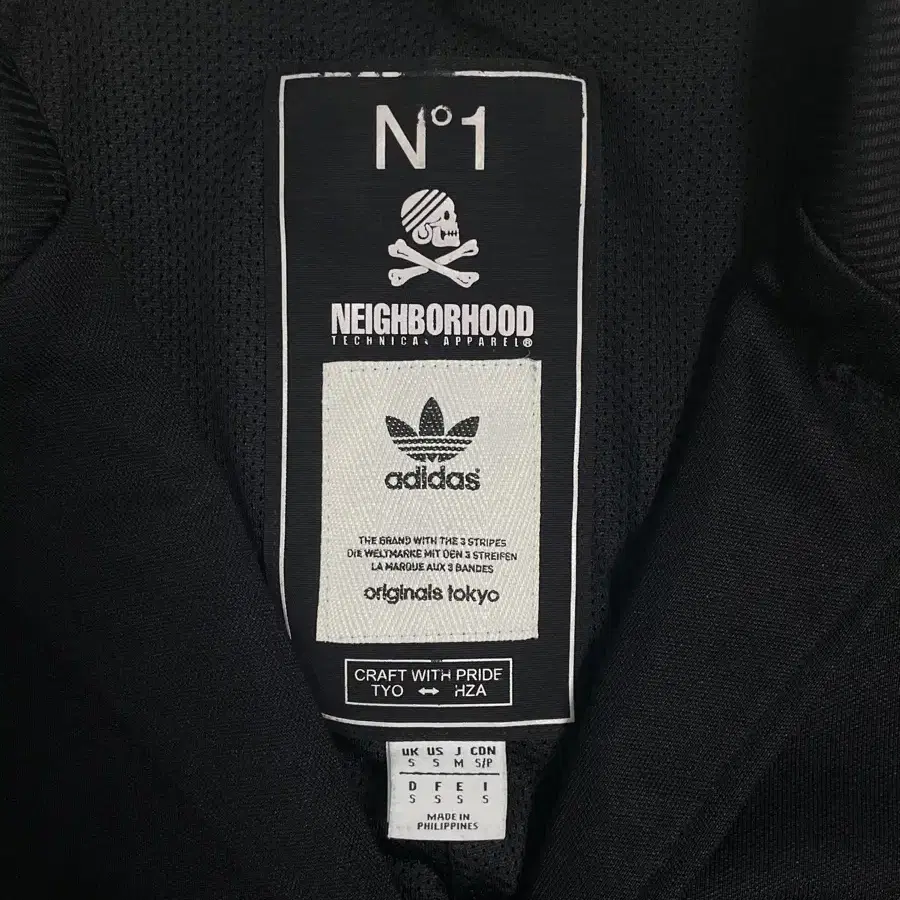 N°1
NEIGHBORHOOD
TECHNICAL APPAREL®
adidas
THE BRAND WITH THE 3 STRIPES
DIE WELTMARKE MIT DEN 3 STREIFEN
LA MARQUE AUX 3 BANDES
originals tokyo
CRAFT WITH PRIDE
TYO ↔ HZA
UK US J CDN
S S M S/P
D F E I
S S S S
MADE IN
PHILIPPINES